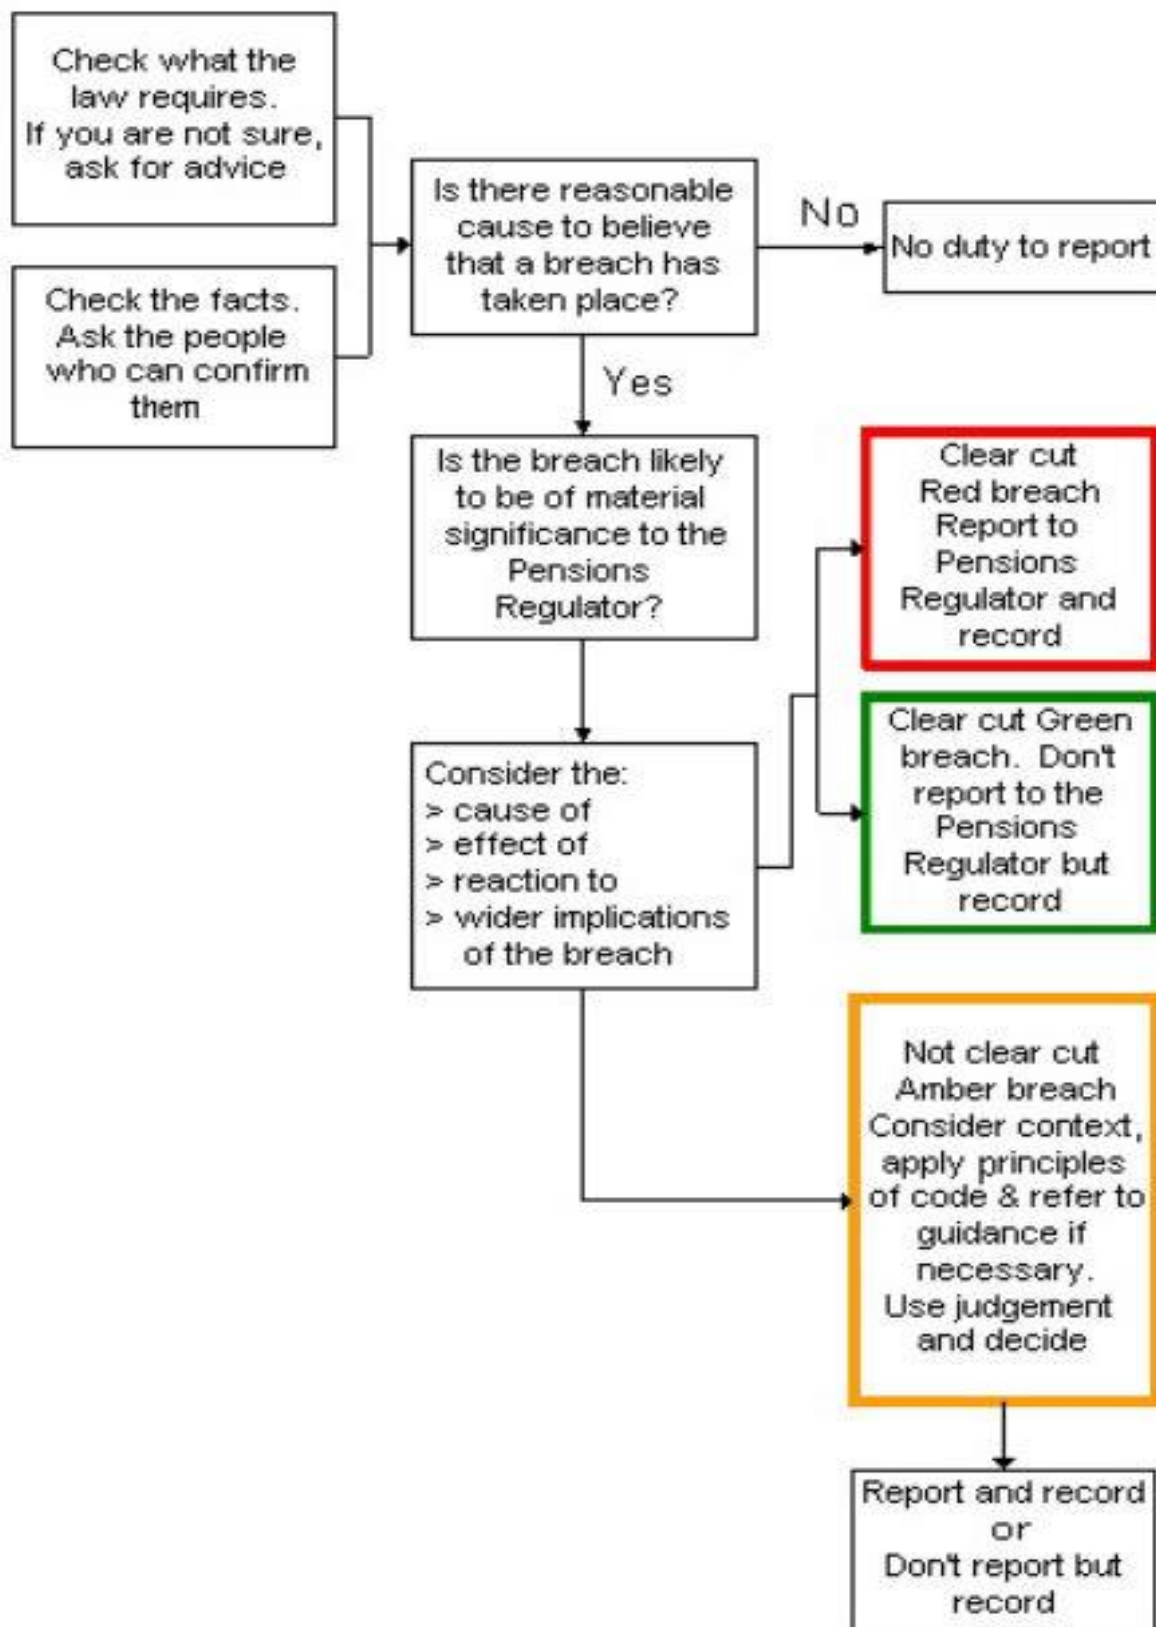 Check what the
law requires.
If you are not sure,
ask for advice
Check the facts.
Ask the people
who can confirm
them
Is there reasonable
cause to believe
that a breach has
taken place?
No
No duty to report
Yes
Is the breach likely
to be of material
significance to the
Pensions
Regulator?
Clear cut
Red breach
Report to
Pensions
Regulator and
record
Clear cut Green
breach. Don't
report to the
Pensions
Regulator but
record
Consider the:
> cause of
> effect of
> reaction to
> wider implications
of the breach
Not clear cut
Amber breach
Consider context,
apply principles
of code & refer to
guidance if
necessary.
Use judgement
and decide
Report and record
or
Don't report but
record